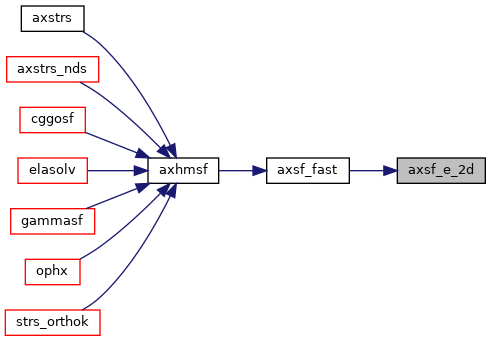 axstrs
axstrs_nds
cggosf
elasolv
axhmsf
axsf_fast
axsf_e_2d
gammasf
ophx
strs_orthok